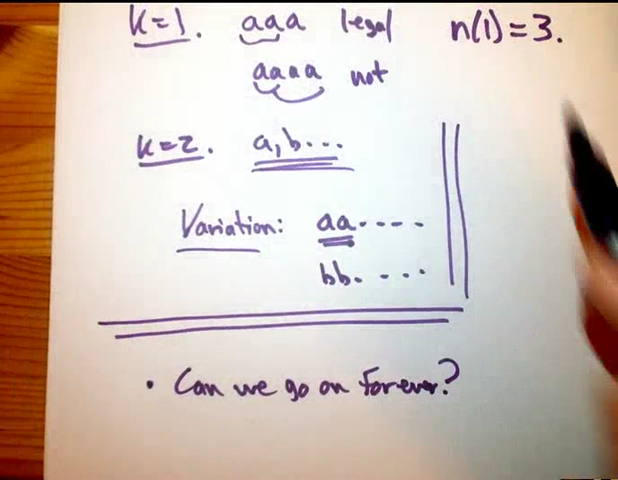 k=1. aaa legal n(1)=3.
aaaa not
k=2. a,b...
Variation: aa....
bb....
• Can we go on forever?